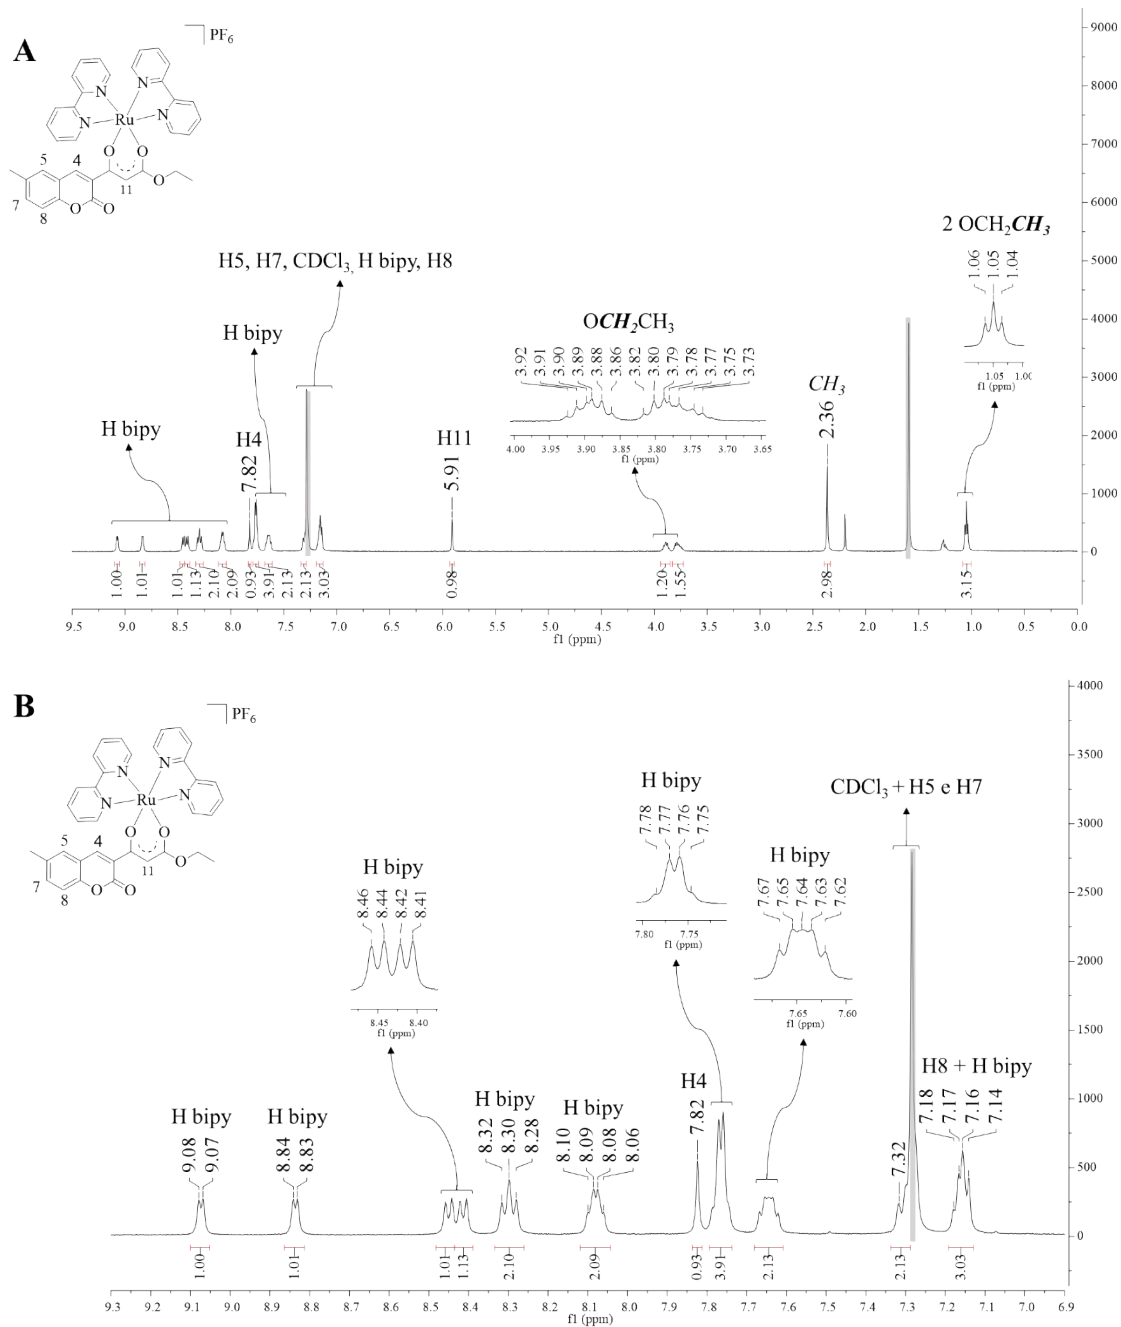 A
PF6
N
N
N
N
Ru
O
O
5
4
11
O
7
8
O
O
H bipy
H bipy
H4
7.82
H5, H7, CDCl3, H bipy, H8
H11
5.91
OCH2CH3
3.92
3.91
3.90
3.89
3.88
3.86
3.82
3.80
3.79
3.78
3.77
3.75
3.73
4.00 3.95 3.90 3.85 3.80 3.75 3.70 3.65
f1 (ppm)
CH3
2.36
2 OCH2CH3
1.06
1.05
1.04
1.05 1.00
f1 (ppm)
9000
8000
7000
6000
5000
4000
3000
2000
1000
0
1.00
1.01
1.01
1.13
2.10
2.09
0.93
3.91
2.13
2.13
3.03
0.98
1.20
1.55
2.98
3.15
9.5 9.0 8.5 8.0 7.5 7.0 6.5 6.0 5.5 5.0 4.5 4.0 3.5 3.0 2.5 2.0 1.5 1.0 0.5 0.0
f1 (ppm)
B
PF6
N
N
N
N
Ru
O
O
5
4
11
O
7
8
O
O
H bipy
9.08
9.07
H bipy
8.84
8.83
H bipy
8.46
8.44
8.42
8.41
8.45 8.40
f1 (ppm)
H bipy
8.32
8.30
8.28
H bipy
8.10
8.09
8.08
8.06
H4
7.82
H bipy
7.78
7.77
7.76
7.75
7.80 7.75
f1 (ppm)
H bipy
7.67
7.65
7.64
7.63
7.62
7.65 7.60
f1 (ppm)
CDCl3 + H5 e H7
7.32
H8 + H bipy
7.18
7.17
7.16
7.14
4000
3500
3000
2500
2000
1500
1000
500
0
1.00
1.01
1.01
1.13
2.10
2.09
0.93
3.91
2.13
2.13
3.03
9.3 9.2 9.1 9.0 8.9 8.8 8.7 8.6 8.5 8.4 8.3 8.2 8.1 8.0 7.9 7.8 7.7 7.6 7.5 7.4 7.3 7.2 7.1 7.0 6.9
f1 (ppm)